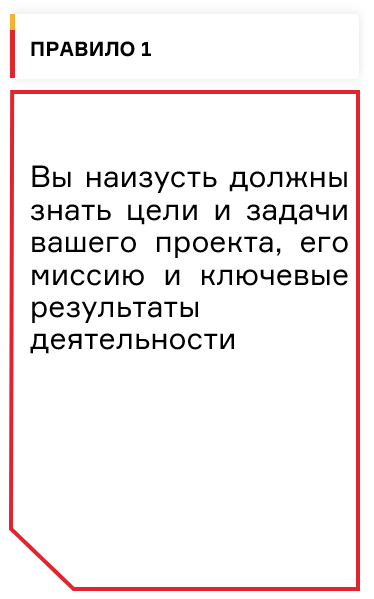 ПРАВИЛО 1
Вы наизусть должны
знать цели и задачи
вашего проекта, его
миссию и ключевые
результаты
деятельности